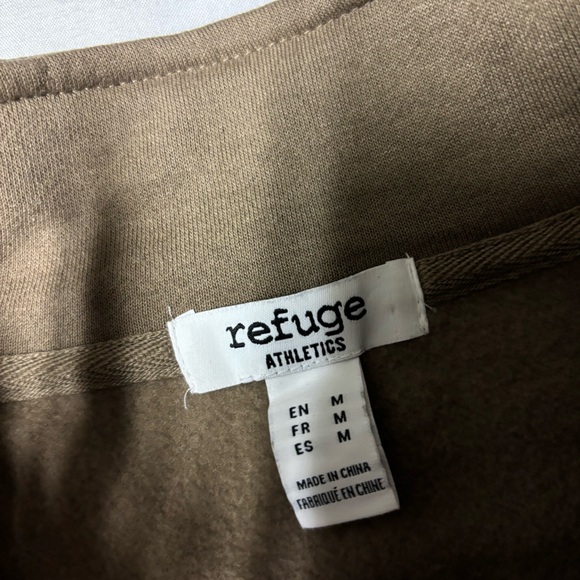 refuge
ATHLETICS
EN M
FR M
ES M
MADE IN CHINA
FABRIQUÉ EN CHINE